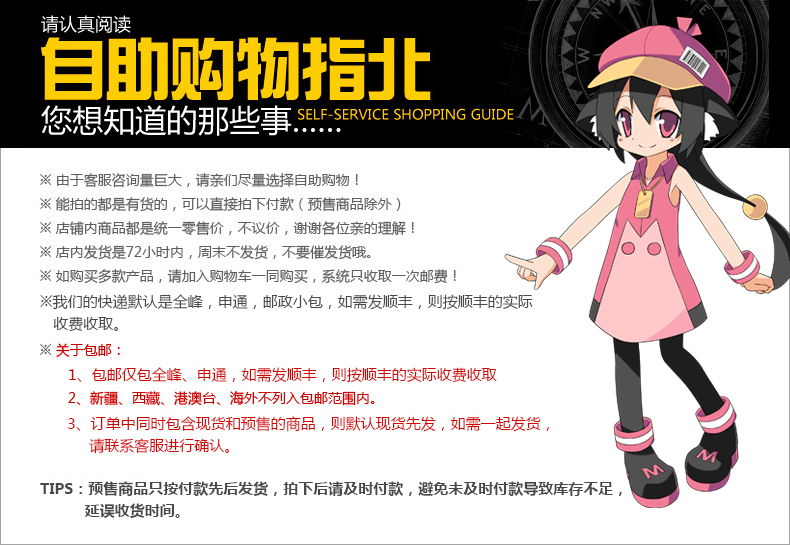 请认真阅读
自助购物指北
您想知道的那些事...... SELF-SERVICE SHOPPING GUIDE
※ 由于客服咨询量巨大，请亲们尽量选择自助购物！
※ 能拍的都是有货的，可以直接拍下付款（预售商品除外）
※ 店铺内商品都是统一零售价，不议价，谢谢各位亲的理解！
※ 店内发货是72小时内，周末不发货，不要催发货哦。
※ 如购买多款产品，请加入购物车一同购买，系统只收取一次邮费！
※我们的快递默认是全峰，申通，邮政小包，如需发顺丰，则按顺丰的实际
收费收取。
※ 关于包邮：
1、包邮仅包全峰、申通，如需发顺丰，则按顺丰的实际收费收取
2、新疆、西藏、港澳台、海外不列入包邮范围内。
3、订单中同时包含现货和预售的商品，则默认现货先发，如需一起发货，
请联系客服进行确认。
TIPS：预售商品只按付款先后发货，拍下后请及时付款，避免未及时付款导致库存不足，
延误收货时间。
M
M